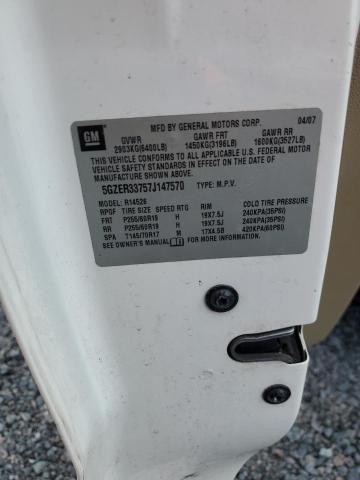 GM
MFD BY GENERAL MOTORS CORP. 04/07
GVWR GAWR FRT GAWR RR
2903KG(6400LB) 1450KG(3196LB) 1600KG(3527LB)
THIS VEHICLE CONFORMS TO ALL APPLICABLE U.S. FEDERAL MOTOR
VEHICLE SAFETY STANDARDS IN EFFECT ON THE DATE OF
MANUFACTURE SHOWN ABOVE.
5GZER33757J147570 TYPE: M.P.V.
MODEL: R14526
RPGF TIRE SIZE SPEED RTG RIM COLD TIRE PRESSURE
FRT P255/60R19 H 19X7.5J 240KPA(35PSI)
RR P255/60R19 H 19X7.5J 240KPA(35PSI)
SPA T145/70R17 M 17X4.5B 420KPA(60PSI)
SEE OWNER'S MANUAL FOR ADDITIONAL INFORMATION.